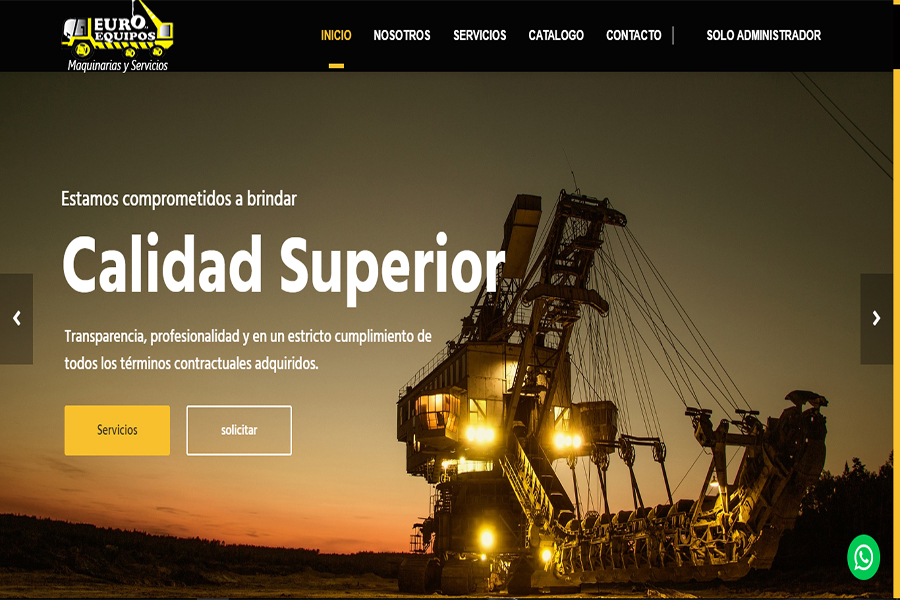 EURO
EQUIPOS
Maquinarias y Servicios
INICIO NOSOTROS SERVICIOS CATALOGO CONTACTO SOLO ADMINISTRADOR
Estamos comprometidos a brindar
Calidad Superior
Transparencia, profesionalidad y en un estricto cumplimiento de
todos los términos contractuales adquiridos.
Servicios solicitar